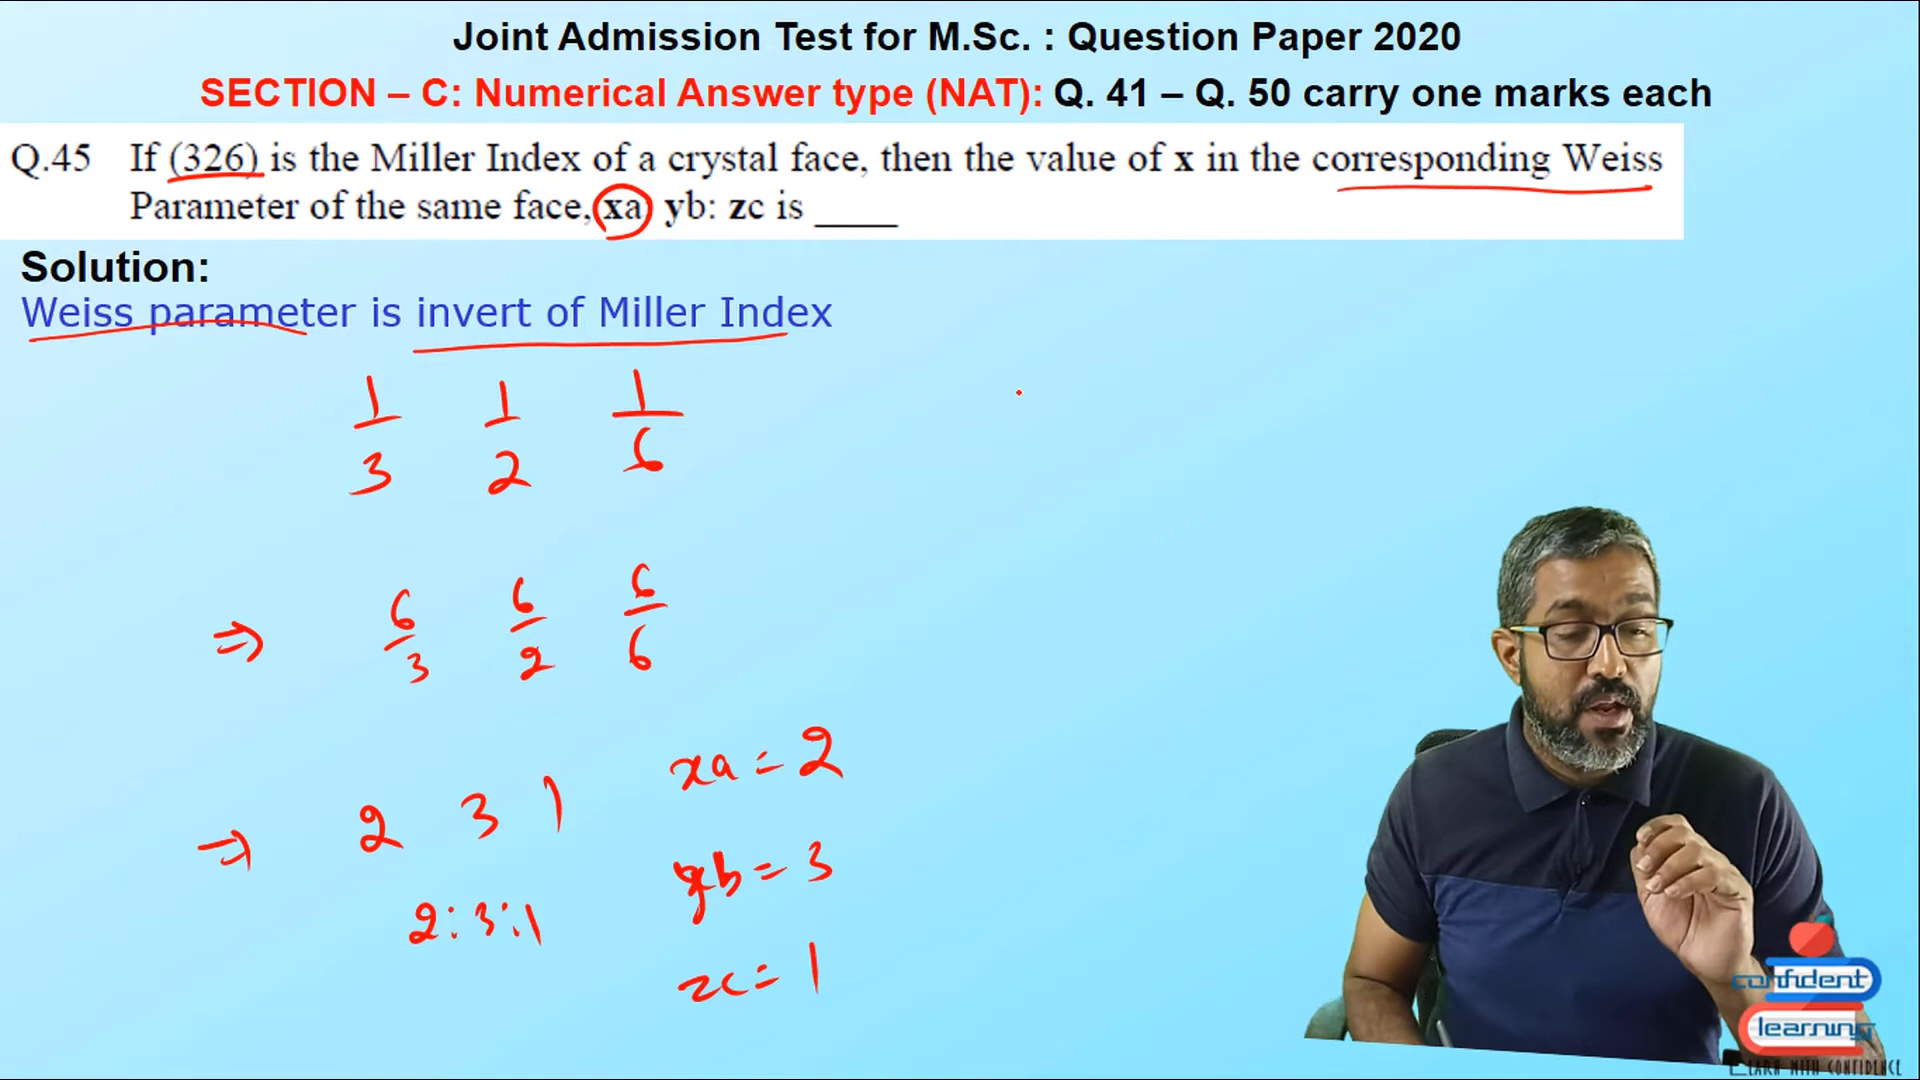 Joint Admission Test for M.Sc. : Question Paper 2020
SECTION – C: Numerical Answer type (NAT): Q. 41 – Q. 50 carry one marks each
Q.45 If (326) is the Miller Index of a crystal face, then the value of x in the corresponding Weiss
Parameter of the same face, xa yb: zc is ____
Solution:
Weiss parameter is invert of Miller Index
1/3 1/2 1/6
⇒ 6/3 6/2 6/6
⇒ 2 3 1
2:3:1
xa = 2
yb = 3
zc = 1
confident
learning
LEARN WITH CONFIDENCE